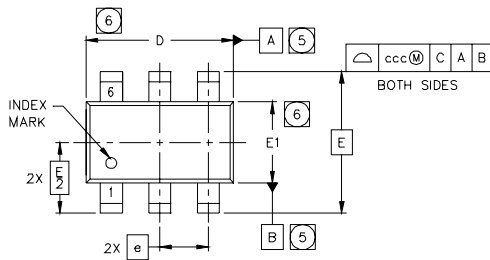 6
D
A 5
⌓ ccc Ⓜ C A B
BOTH SIDES
6
INDEX
MARK
E1
6
E
2X E/2
1
B 5
2X e